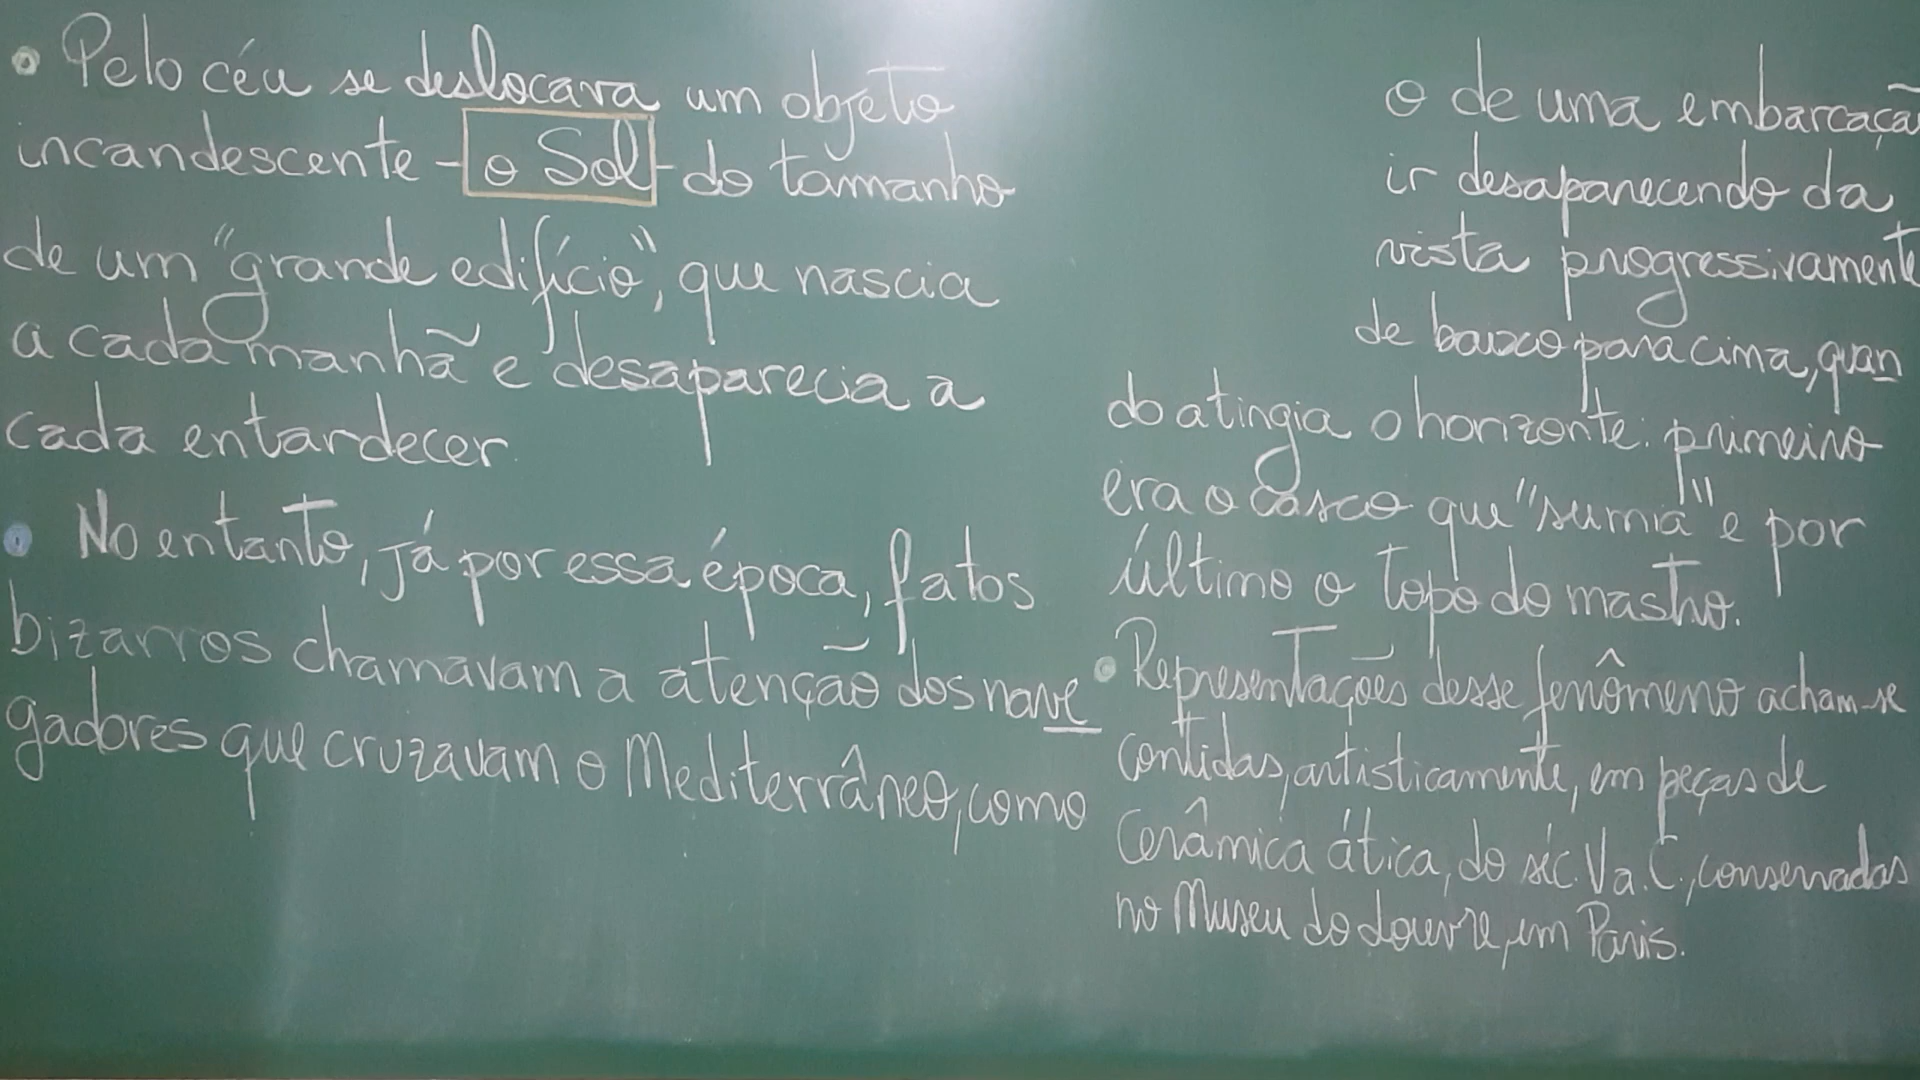 • Pelo céu se deslocava um objeto
incandescente - o Sol - do tamanho
de um "grande edifício", que nascia
a cada manhã e desaparecia a
cada entardecer.
• No entanto, já por essa época, fatos
bizarros chamavam a atenção dos nave
gadores que cruzavam o Mediterrâneo, como
o de uma embarcação
ir desaparecendo da
vista progressivamente
de baixo para cima, quan
do atingia o horizonte: primeiro
era o casco que "sumia" e por
último o topo do mastro.
• Representações desse fenômeno acham-se
contidas, artisticamente, em peças de
Cerâmica ática, do séc. V a.C., conservadas
no Museu do Louvre, em Paris.